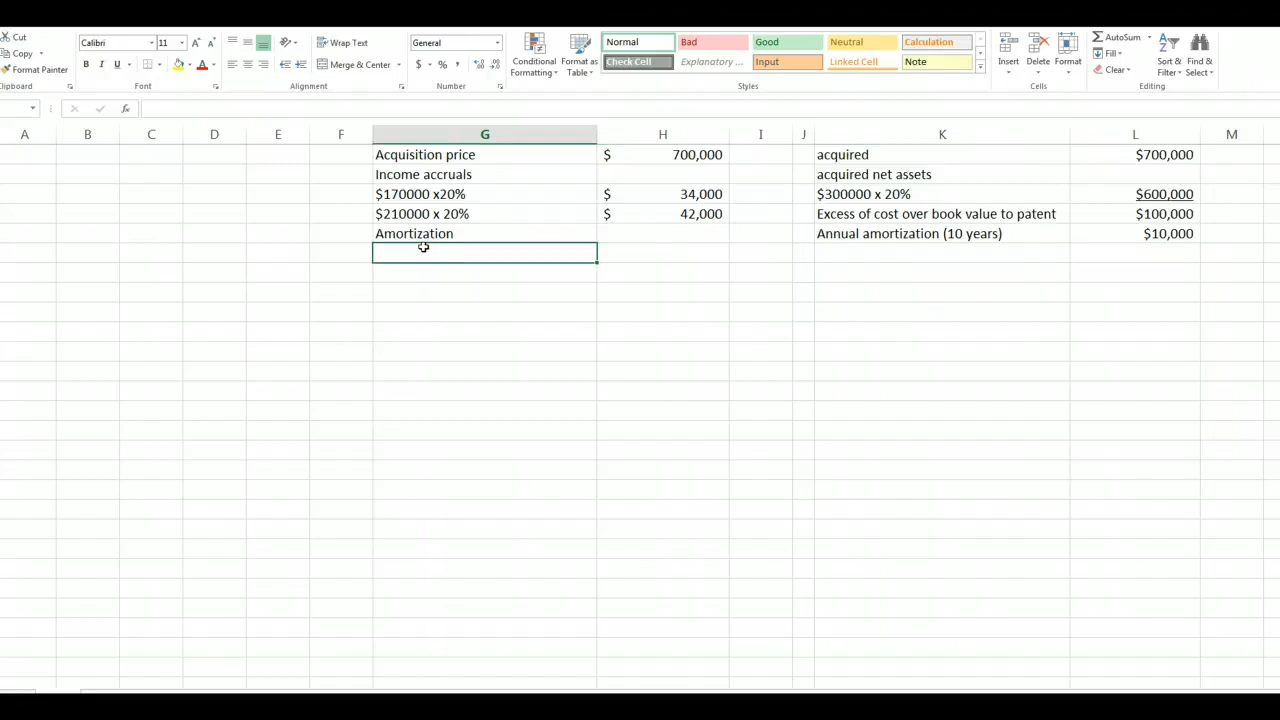 Cut
Copy
Format Painter
Clipboard
Calibri 11 A A
B I U A
Font
Wrap Text
Merge & Center
Alignment
General
$ % ,
Number
Conditional Formatting
Format as Table
Normal Bad Good Neutral Calculation
Check Cell Explanatory ... Input Linked Cell Note
Styles
Insert Delete Format
Cells
AutoSum
Fill
Clear
Sort & Filter
Find & Select
Editing
fx
A B C D E F G H I J K L M
Acquisition price $ 700,000 acquired $700,000
Income accruals acquired net assets
$170000 x20% $ 34,000 $300000 x 20% $600,000
$210000 x 20% $ 42,000 Excess of cost over book value to patent $100,000
Amortization Annual amortization (10 years) $10,000